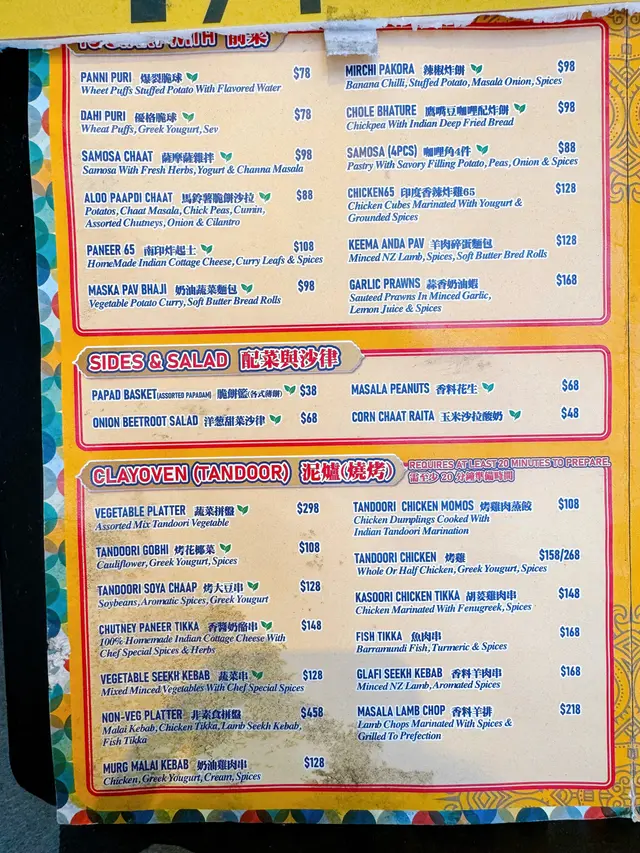 PANNI PURI 爆裂脆球 $78
Wheet Puffs Stuffed Potato With Flavored Water
DAHI PURI 優格脆球 $78
Wheat Puffs, Greek Yougurt, Sev
SAMOSA CHAAT 薩摩薩雜拌 $98
Samosa With Fresh Herbs, Yogurt & Channa Masala
ALOO PAAPDI CHAAT 馬鈴薯脆餅沙拉 $88
Potatos, Chaat Masala, Chick Peas, Cumin,
Assorted Chutneys, Onion & Cilantro
PANEER 65 南印炸起士 $108
HomeMade Indian Cottage Cheese, Curry Leafs & Spices
MASKA PAV BHAJI 奶油蔬菜麵包 $98
Vegetable Potato Curry, Soft Butter Bread Rolls
MIRCHI PAKORA 辣椒炸餅 $98
Banana Chilli, Stuffed Potato, Masala Onion, Spices
CHOLE BHATURE 鷹嘴豆咖哩配炸餅 $98
Chickpea With Indian Deep Fried Bread
SAMOSA (4PCS) 咖哩角4件 $88
Pastry With Savory Filling Potato, Peas, Onion & Spices
CHICKEN65 印度香辣炸雞65 $128
Chicken Cubes Marinated With Yougurt &
Grounded Spices
KEEMA ANDA PAV 羊肉碎蛋麵包 $128
Minced NZ Lamb, Spices, Soft Butter Bred Rolls
GARLIC PRAWNS 蒜香奶油蝦 $168
Sauteed Prawns In Minced Garlic,
Lemon Juice & Spices
SIDES & SALAD 配菜與沙律
PAPAD BASKET(ASSORTED PAPADAM) 脆餅籃(各式薄餅) $38
ONION BEETROOT SALAD 洋葱甜菜沙律 $68
MASALA PEANUTS 香料花生 $68
CORN CHAAT RAITA 玉米沙拉酸奶 $48
CLAYOVEN (TANDOOR) 泥爐(燒烤)
REQUIRES AT LEAST 20 MINUTES TO PREPARE.
需至少 20 分鐘準備時間
VEGETABLE PLATTER 蔬菜拼盤 $298
Assorted Mix Tandoori Vegetable
TANDOORI GOBHI 烤花椰菜 $108
Cauliflower, Greek Yougurt, Spices
TANDOORI SOYA CHAAP 烤大豆串 $128
Soybeans, Aromatic Spices, Greek Yougurt
CHUTNEY PANEER TIKKA 香醬奶酪串 $148
100% Homemade Indian Cottage Cheese With
Chef Special Spices & Herbs
VEGETABLE SEEKH KEBAB 蔬菜串 $128
Mixed Minced Vegetables With Chef Special Spices
NON-VEG PLATTER 非素食拼盤 $458
Malai Kebab, Chicken Tikka, Lamb Seekh Kebab,
Fish Tikka
MURG MALAI KEBAB 奶油雞肉串 $128
Chicken, Greek Yougurt, Cream, Spices
TANDOORI CHICKEN MOMOS 烤雞肉蒸餃 $108
Chicken Dumplings Cooked With
Indian Tandoori Marination
TANDOORI CHICKEN 烤雞 $158/268
Whole Or Half Chicken, Greek Yougurt, Spices
KASOORI CHICKEN TIKKA 胡荽雞肉串 $148
Chicken Marinated With Fenugreek, Spices
FISH TIKKA 魚肉串 $168
Barramundi Fish, Turmeric & Spices
GLAFI SEEKH KEBAB 香料羊肉串 $168
Minced NZ Lamb, Aromated Spices
MASALA LAMB CHOP 香料羊排 $218
Lamb Chops Marinated With Spices &
Grilled To Prefection